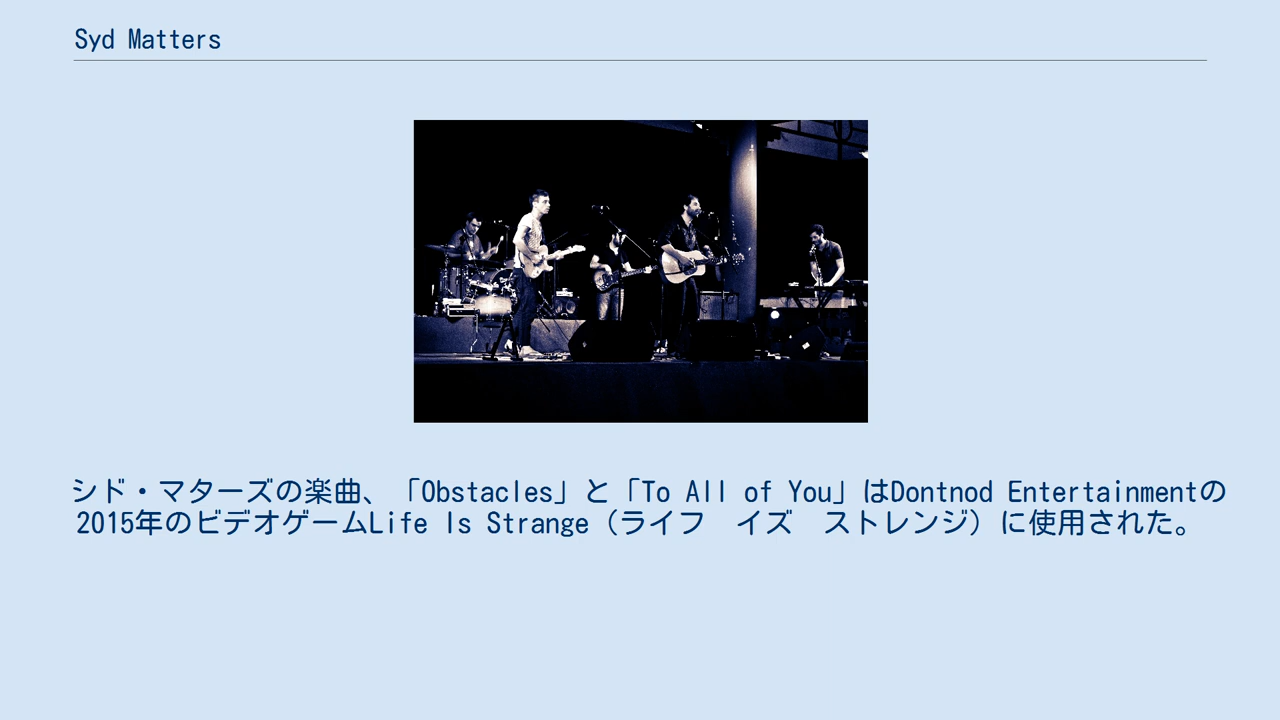 Syd Matters
シド・マターズの楽曲、「Obstacles」と「To All of You」はDontnod Entertainmentの
2015年のビデオゲームLife Is Strange（ライフ　イズ　ストレンジ）に使用された。